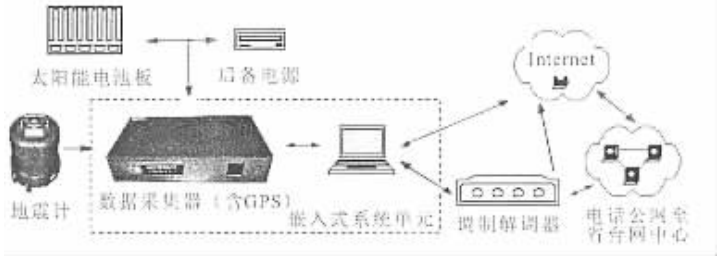 太阳能电池板
后备电源
Internet
地震计
数据采集器（含GPS）
嵌入式系统单元
调制解调器
电话公网至
省台网中心